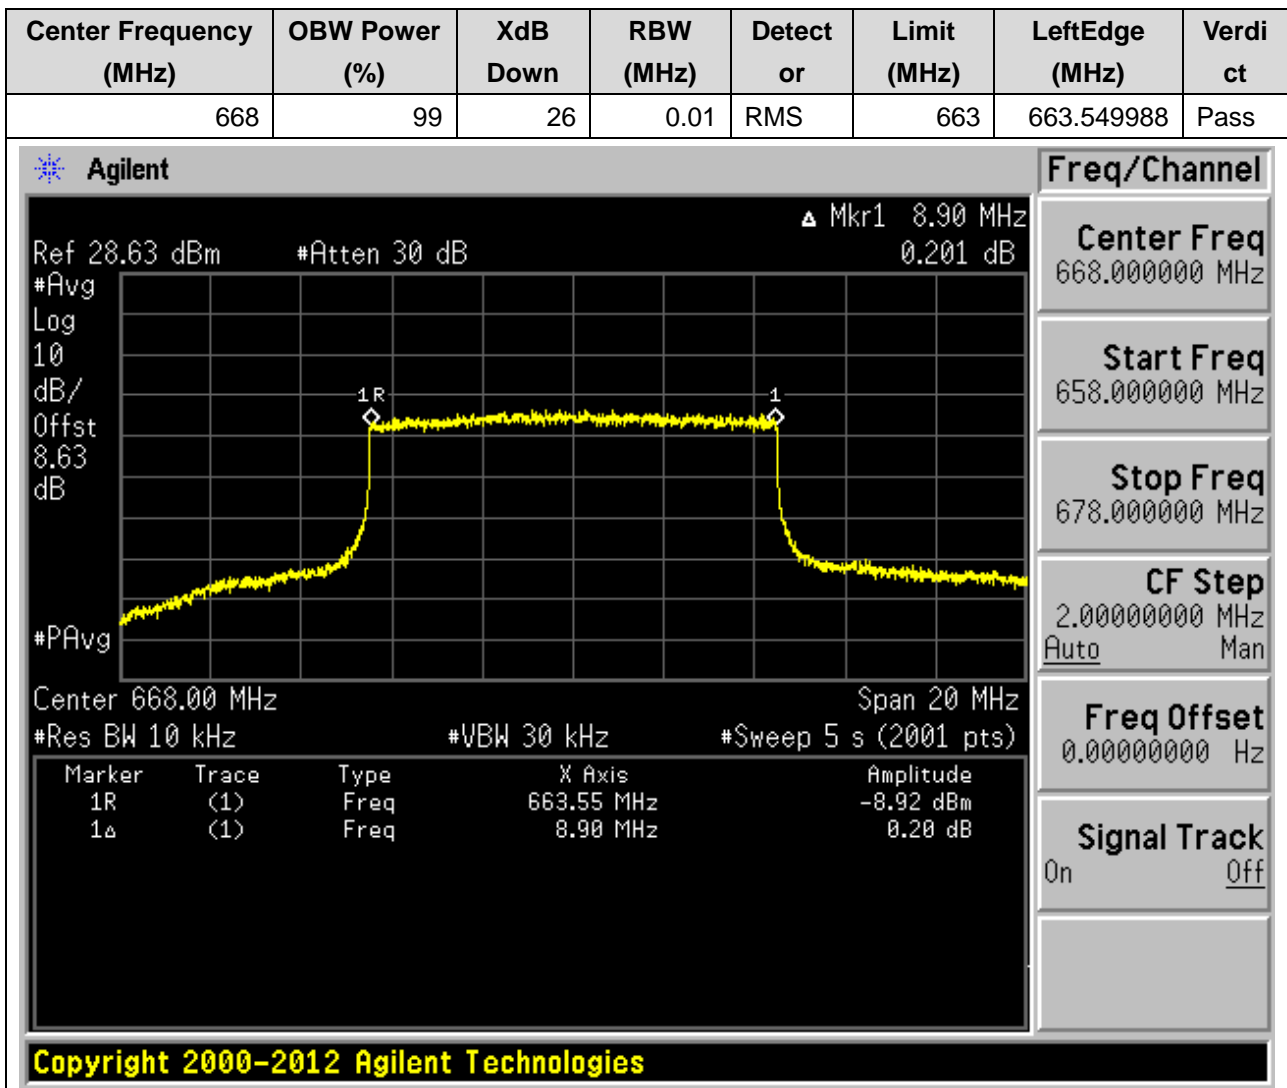 Center Frequency (MHz) OBW Power (%) XdB Down RBW (MHz) Detector Limit (MHz) LeftEdge (MHz) Verdict
668 99 26 0.01 RMS 663 663.549988 Pass
Agilent
Freq/Channel
Δ Mkr1 8.90 MHz
Ref 28.63 dBm #Atten 30 dB 0.201 dB
#Avg
Log
10
dB/
Offst
8.63
dB
1R
1
#PAvg
Center 668.00 MHz Span 20 MHz
#Res BW 10 kHz #VBW 30 kHz #Sweep 5 s (2001 pts)
Marker Trace Type X Axis Amplitude
1R (1) Freq 663.55 MHz -8.92 dBm
1Δ (1) Freq 8.90 MHz 0.20 dB
Center Freq
668.000000 MHz
Start Freq
658.000000 MHz
Stop Freq
678.000000 MHz
CF Step
2.00000000 MHz
Auto Man
Freq Offset
0.00000000 Hz
Signal Track
On Off
Copyright 2000-2012 Agilent Technologies